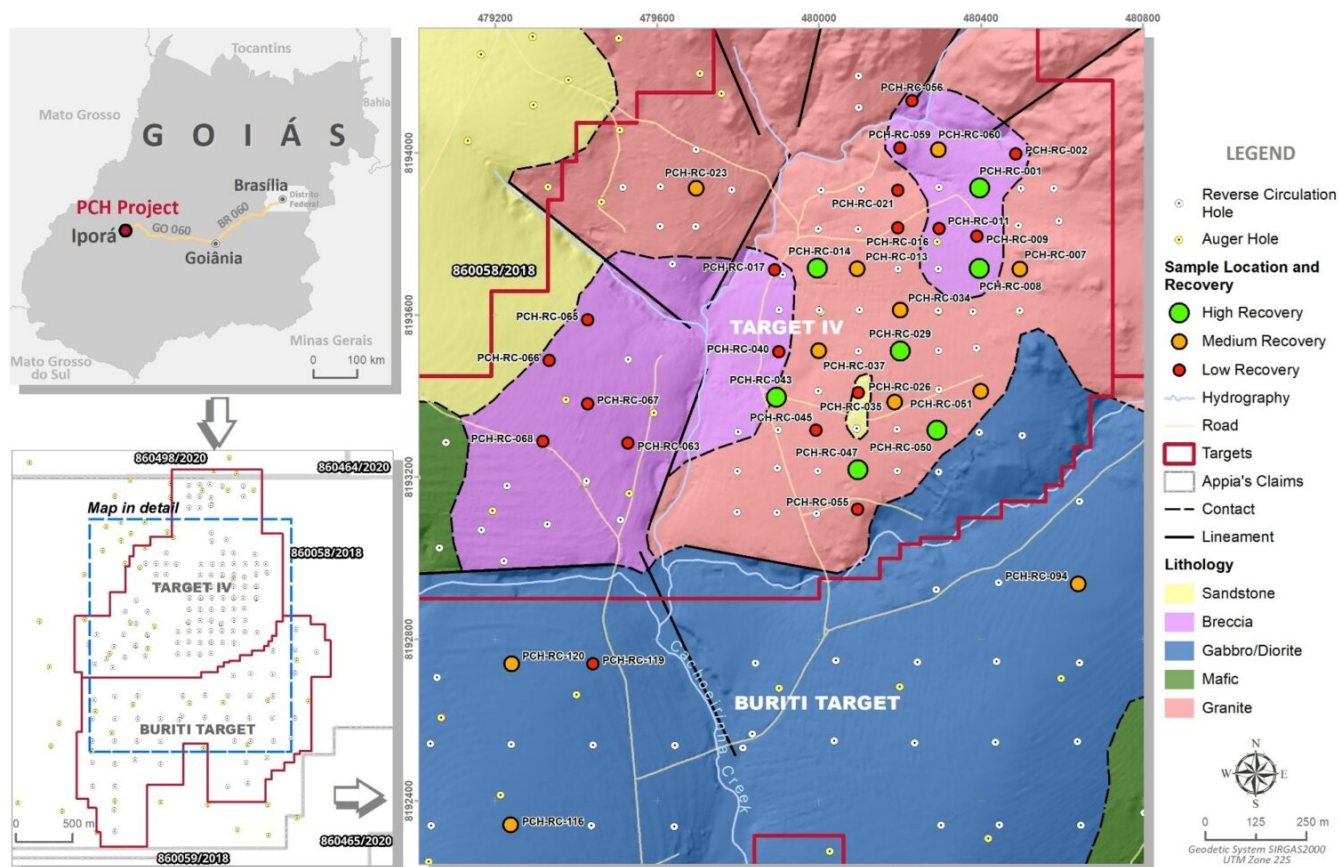 Tocantins
Mato Grosso
Bahia
GOIÁS
Brasília
Distrito
Federal
PCH Project
Iporá
GO 060
BR 060
Goiânia
Minas Gerais
Mato Grosso
do Sul
0 100 km
860498/2020
860464/2020
Map in detail
860058/2018
TARGET IV
BURITI TARGET
0 500 m
860465/2020
860059/2018
479200 479600 480000 480400 480800
8194000
8193600
8193200
8192800
8192400
PCH-RC-056
PCH-RC-059
PCH-RC-060
PCH-RC-002
PCH-RC-023
PCH-RC-001
PCH-RC-021
PCH-RC-011
PCH-RC-016
PCH-RC-009
PCH-RC-014
860058/2018
PCH-RC-017
PCH-RC-013
PCH-RC-007
PCH-RC-008
PCH-RC-034
PCH-RC-065
TARGET IV
PCH-RC-029
PCH-RC-040
PCH-RC-066
PCH-RC-037
PCH-RC-043
PCH-RC-026
PCH-RC-067
PCH-RC-035
PCH-RC-051
PCH-RC-045
PCH-RC-068
PCH-RC-063
PCH-RC-050
PCH-RC-047
PCH-RC-055
PCH-RC-094
PCH-RC-120
PCH-RC-119
BURITI TARGET
Cachoeirinha Creek
PCH-RC-116
LEGEND
Reverse Circulation
Hole
Auger Hole
Sample Location and
Recovery
High Recovery
Medium Recovery
Low Recovery
Hydrography
Road
Targets
Appia's Claims
Contact
Lineament
Lithology
Sandstone
Breccia
Gabbro/Diorite
Mafic
Granite
N
W E
S
0 125 250 m
Geodetic System SIRGAS2000
UTM Zone 22S